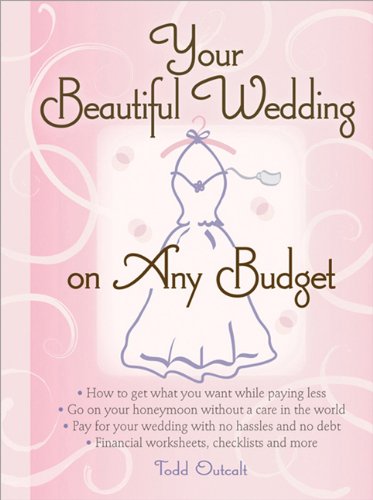 Your
Beautiful Wedding
on Any Budget
• How to get what you want while paying less
• Go on your honeymoon without a care in the world
• Pay for your wedding with no hassles and no debt
• Financial worksheets, checklists and more
Todd Outcalt